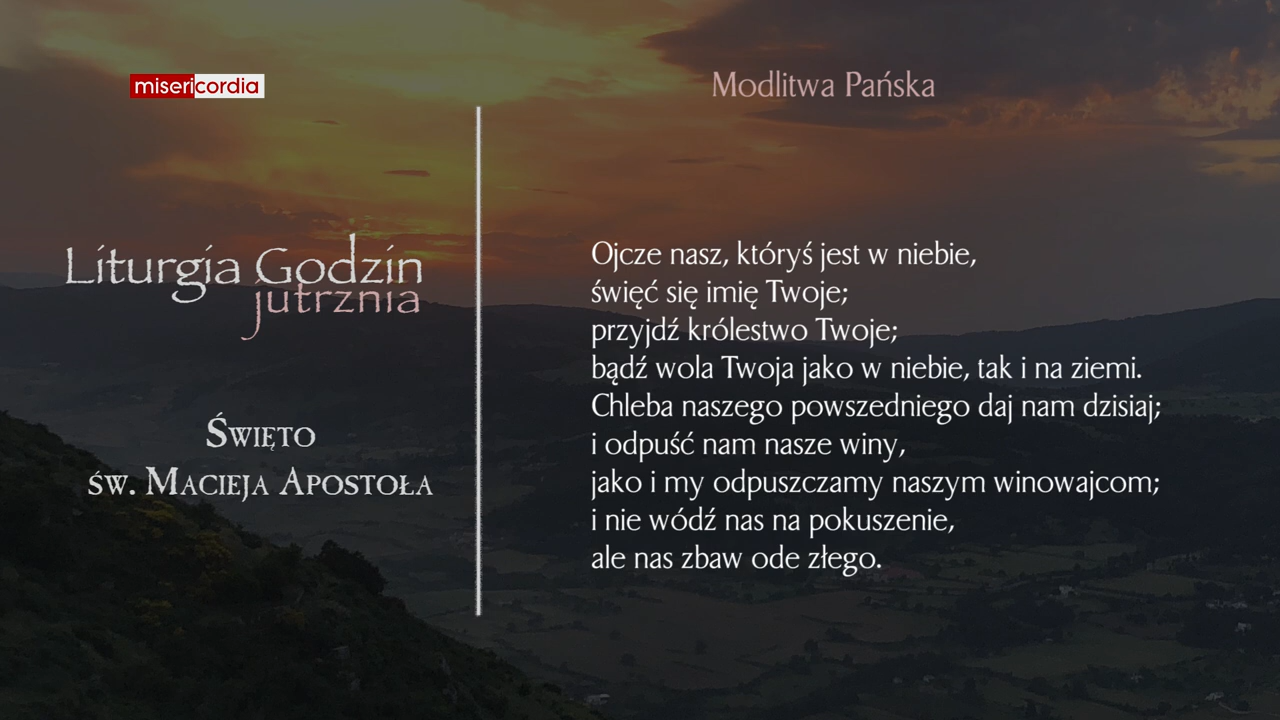 misericordia
Liturgia Godzin
jutrznia
Święto
św. Macieja Apostoła
Modlitwa Pańska
Ojcze nasz, któryś jest w niebie,
święć się imię Twoje;
przyjdź królestwo Twoje;
bądź wola Twoja jako w niebie, tak i na ziemi.
Chleba naszego powszedniego daj nam dzisiaj;
i odpuść nam nasze winy,
jako i my odpuszczamy naszym winowajcom;
i nie wódź nas na pokuszenie,
ale nas zbaw ode złego.